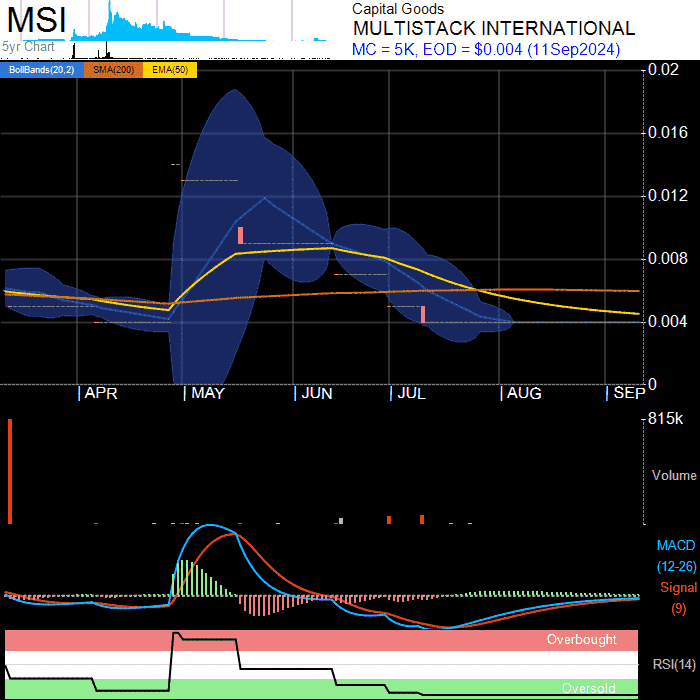 MSI
5yr Chart
Capital Goods
MULTISTACK INTERNATIONAL
MC = 5K, EOD = $0.004 (11Sep2024)
BollBands(20,2) SMA(200) EMA(50)
0.02
0.016
0.012
0.008
0.004
0
APR MAY JUN JUL AUG SEP
815k
Volume
MACD
(12-26)
Signal
(9)
Overbought
RSI(14)
Oversold